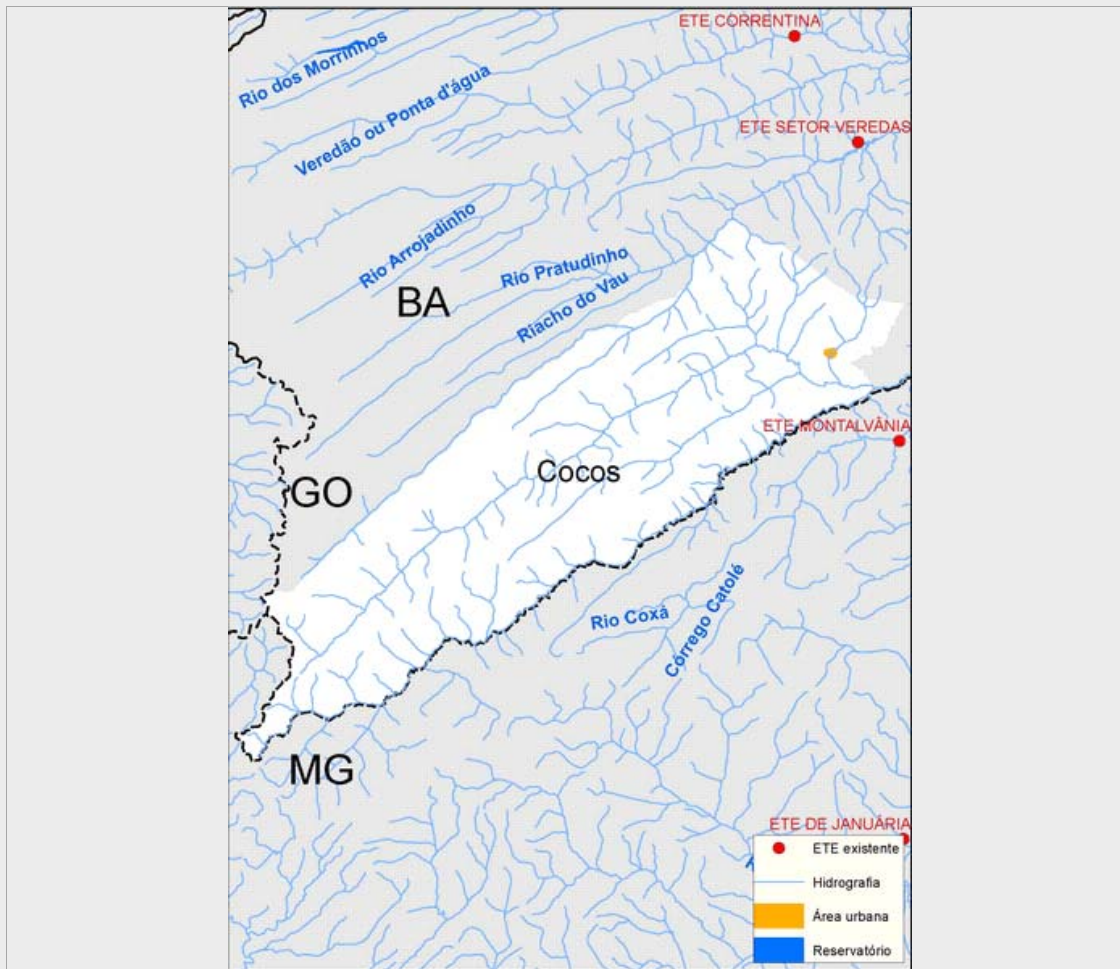 ETE CORRENTINA
Rio dos Morrinhos
Veredão ou Ponta d'água
ETE SETOR VEREDAS
Rio Arrojadinho
Rio Pratudinho
BA
Riacho do Vau
ETE MONTALVÂNIA
Cocos
GO
Rio Coxá
Córrego Catolé
MG
ETE DE JANUÁRIA
ETE existente
Hidrografia
Área urbana
Reservatório